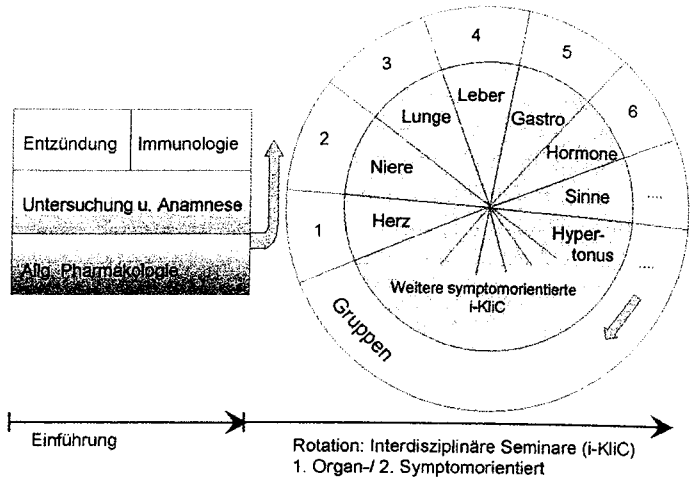 Entzündung
Immunologie
Untersuchung u. Anamnese
Allg. Pharmakologie
1
2
3
4
5
6
....
....
Herz
Niere
Lunge
Leber
Gastro
Hormone
Sinne
Hyper-
tonus
Weitere symptomorientierte
i-KliC
Gruppen
Einführung
Rotation: Interdisziplinäre Seminare (i-KliC)
1. Organ-/ 2. Symptomorientiert